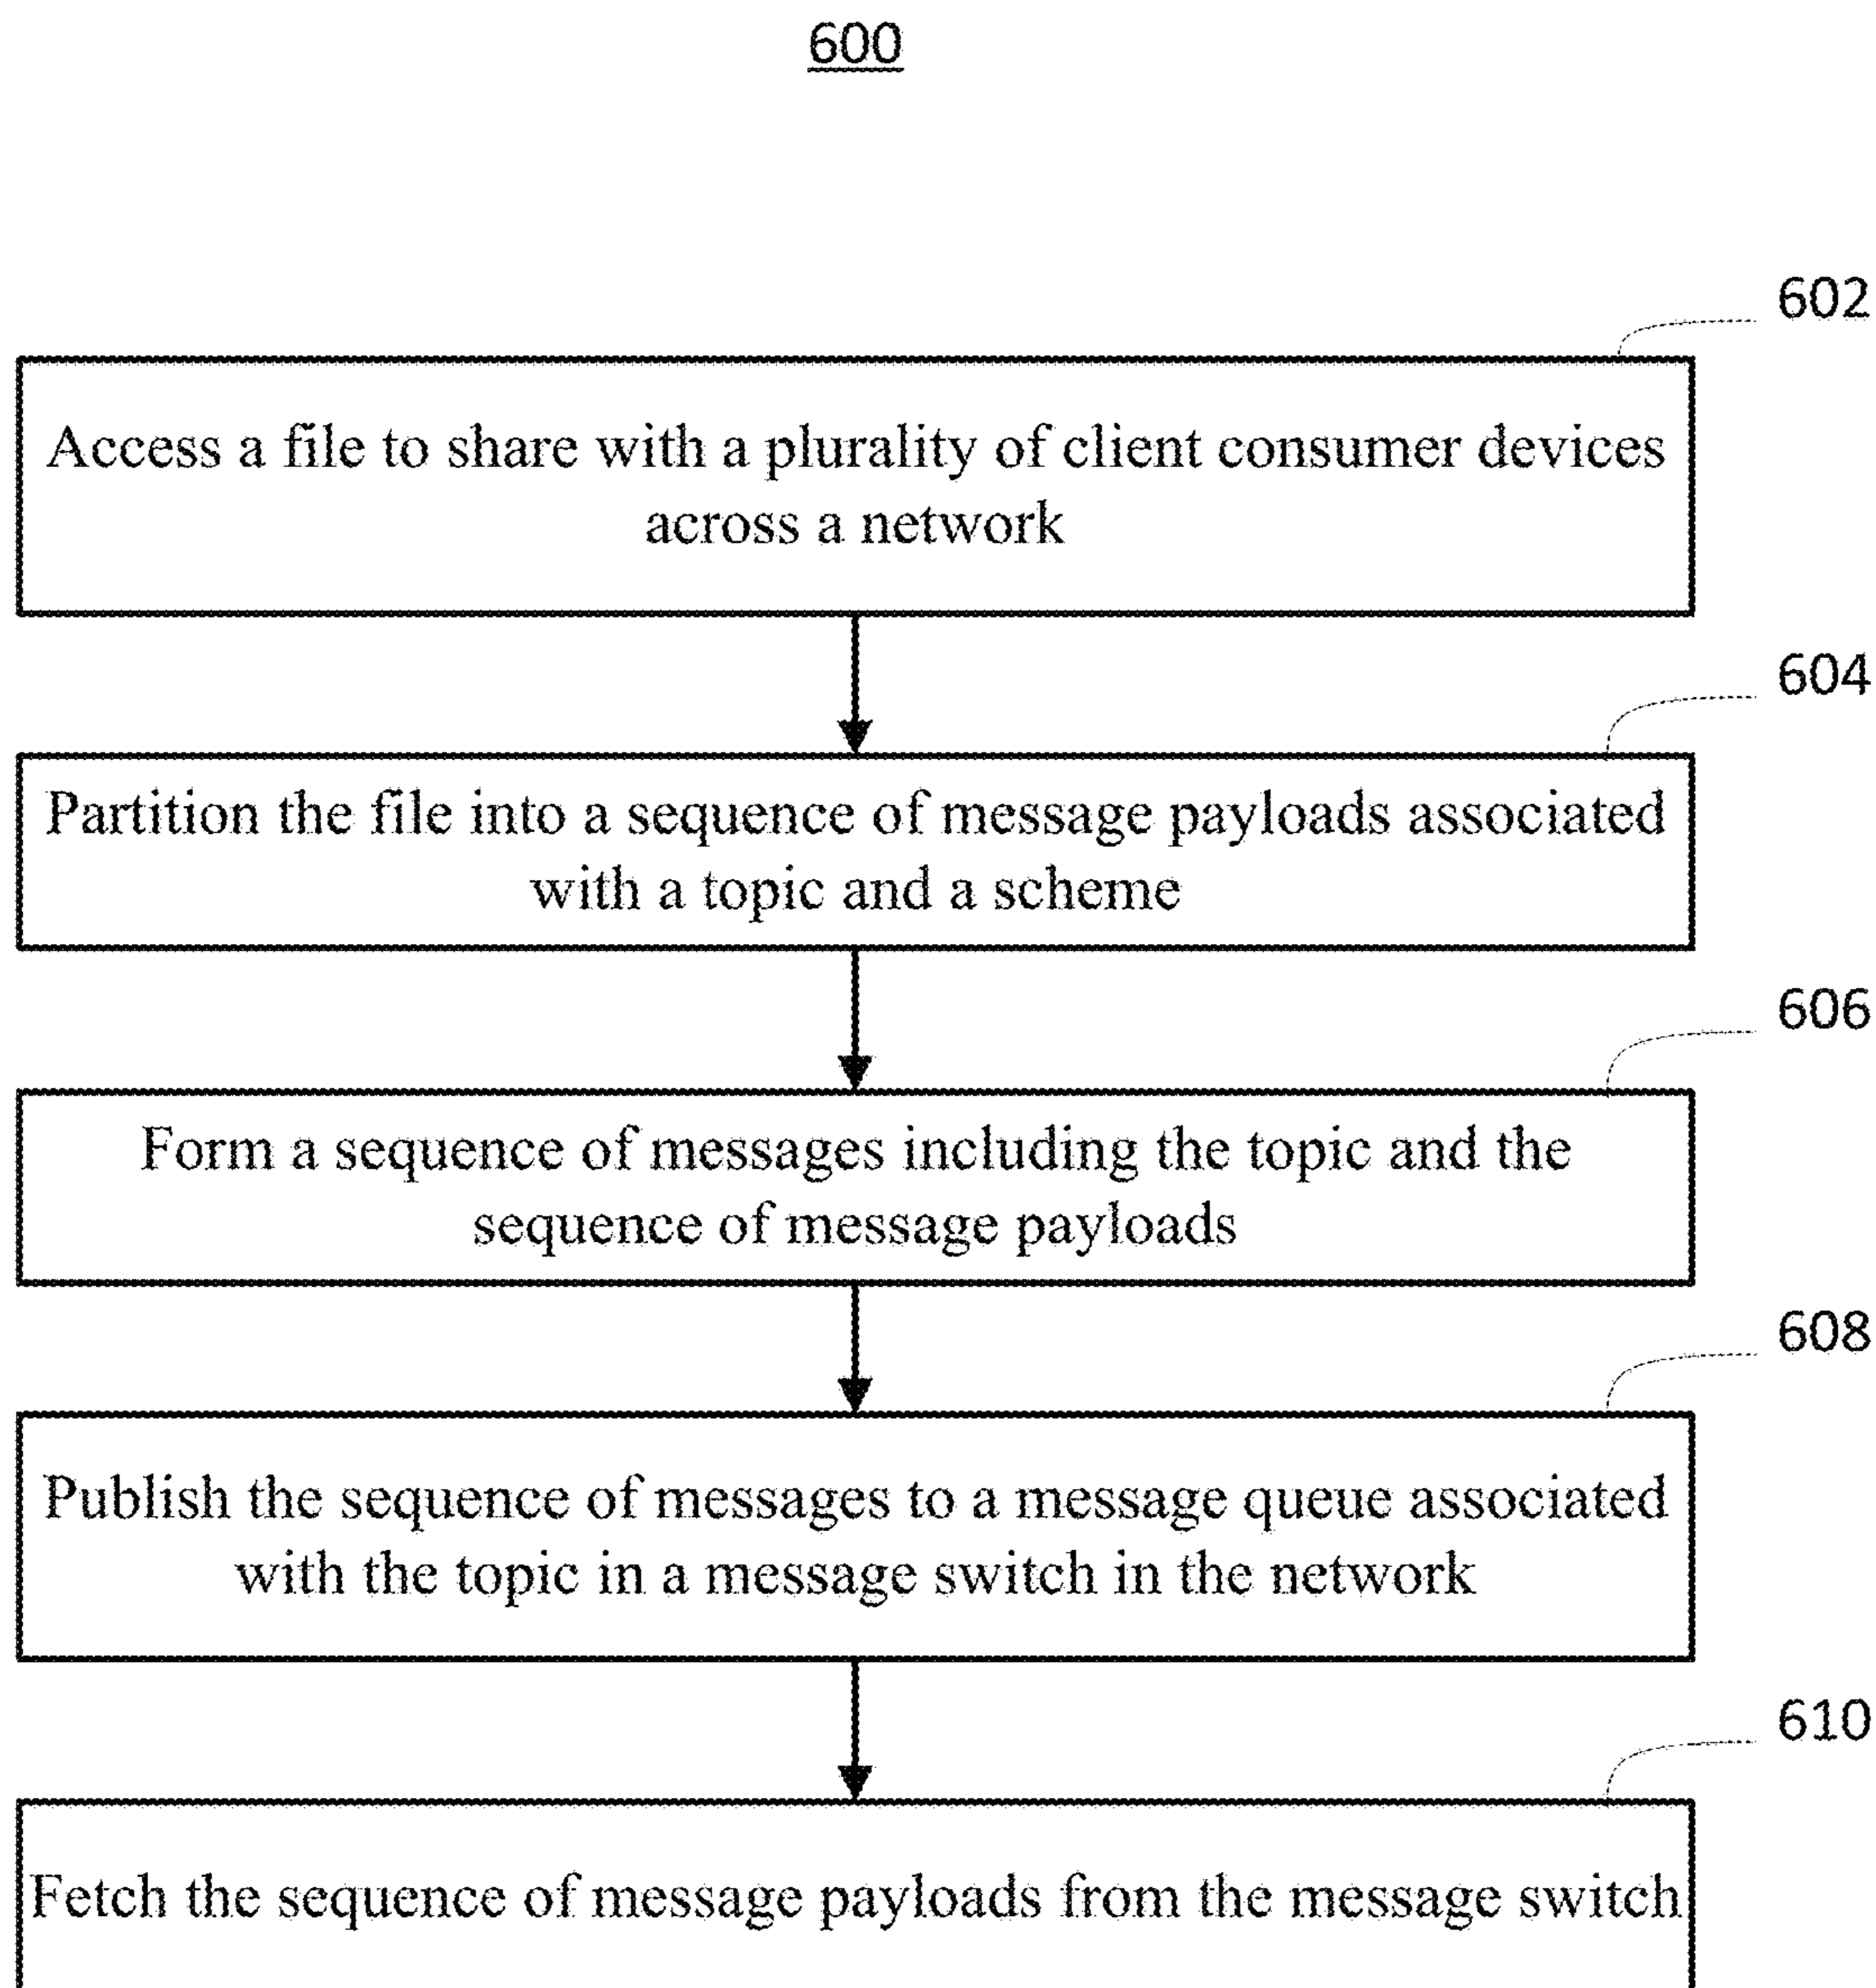 600
602
Access a file to share with a plurality of client consumer devices
across a network
604
Partition the file into a sequence of message payloads associated
with a topic and a scheme
606
Form a sequence of messages including the topic and the
sequence of message payloads
608
Publish the sequence of messages to a message queue associated
with the topic in a message switch in the network
610
Fetch the sequence of message payloads from the message switch